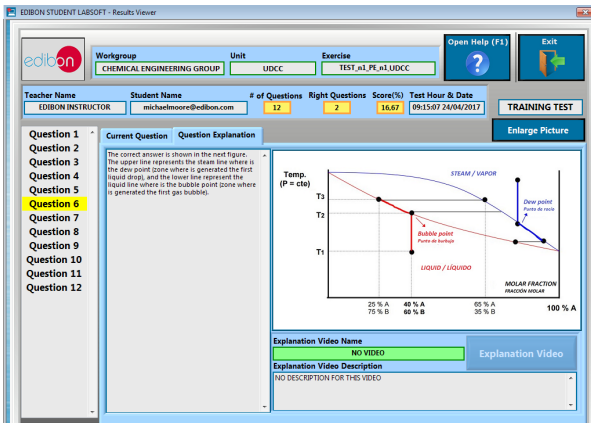 EDIBON STUDENT LABSOFT - Results Viewer
edibon
Workgroup
CHEMICAL ENGINEERING GROUP
Unit
UDCC
Exercise
TEST_n1_PE_n1,UDCC
Open Help (F1)
?
Exit
Teacher Name
EDIBON INSTRUCTOR
Student Name
michaelmoore@edibon.com
# of Questions
12
Right Questions
2
Score(%)
16,67
Test Hour & Date
09:15:07 24/04/2017
TRAINING TEST
Question 1
Question 2
Question 3
Question 4
Question 5
Question 6
Question 7
Question 8
Question 9
Question 10
Question 11
Question 12
Current Question
Question Explanation
Enlarge Picture
The correct answer is shown in the next figure.
The upper line represents the steam line where is
the dew point (zone where is generated the first
liquid drop), and the lower line represent the
liquid line where is the bubble point (zone where
is generated the first gas bubble).
Temp.
(P = cte)
T3
T2
T1
STEAM / VAPOR
Dew point
Punto de rocío
Bubble point
Punto de burbuja
LIQUID / LÍQUIDO
MOLAR FRACTION
FRACCIÓN MOLAR
25 % A
75 % B
40 % A
60 % B
65 % A
35 % B
100 % A
Explanation Video Name
NO VIDEO
Explanation Video
Explanation Video Description
NO DESCRIPTION FOR THIS VIDEO